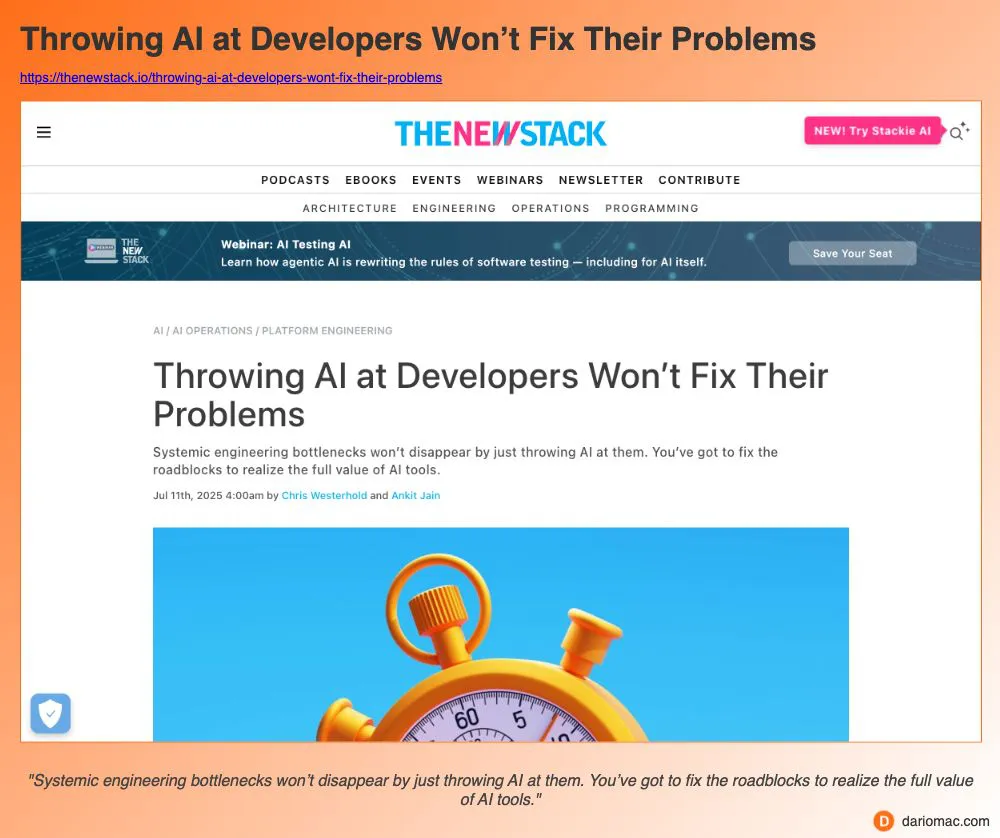 Throwing AI at Developers Won’t Fix Their Problems
https://thenewstack.io/throwing-ai-at-developers-wont-fix-their-problems
THENEWSTACK
NEW! Try Stackie AI
PODCASTS EBOOKS EVENTS WEBINARS NEWSLETTER CONTRIBUTE
ARCHITECTURE ENGINEERING OPERATIONS PROGRAMMING
THE
NEW
STACK
Webinar: AI Testing AI
Learn how agentic AI is rewriting the rules of software testing — including for AI itself.
Save Your Seat
AI / AI OPERATIONS / PLATFORM ENGINEERING
Throwing AI at Developers Won’t Fix Their
Problems
Systemic engineering bottlenecks won’t disappear by just throwing AI at them. You’ve got to fix the
roadblocks to realize the full value of AI tools.
Jul 11th, 2025 4:00am by Chris Westerhold and Ankit Jain
60 5
"Systemic engineering bottlenecks won’t disappear by just throwing AI at them. You’ve got to fix the roadblocks to realize the full value
of AI tools."
D dariomac.com